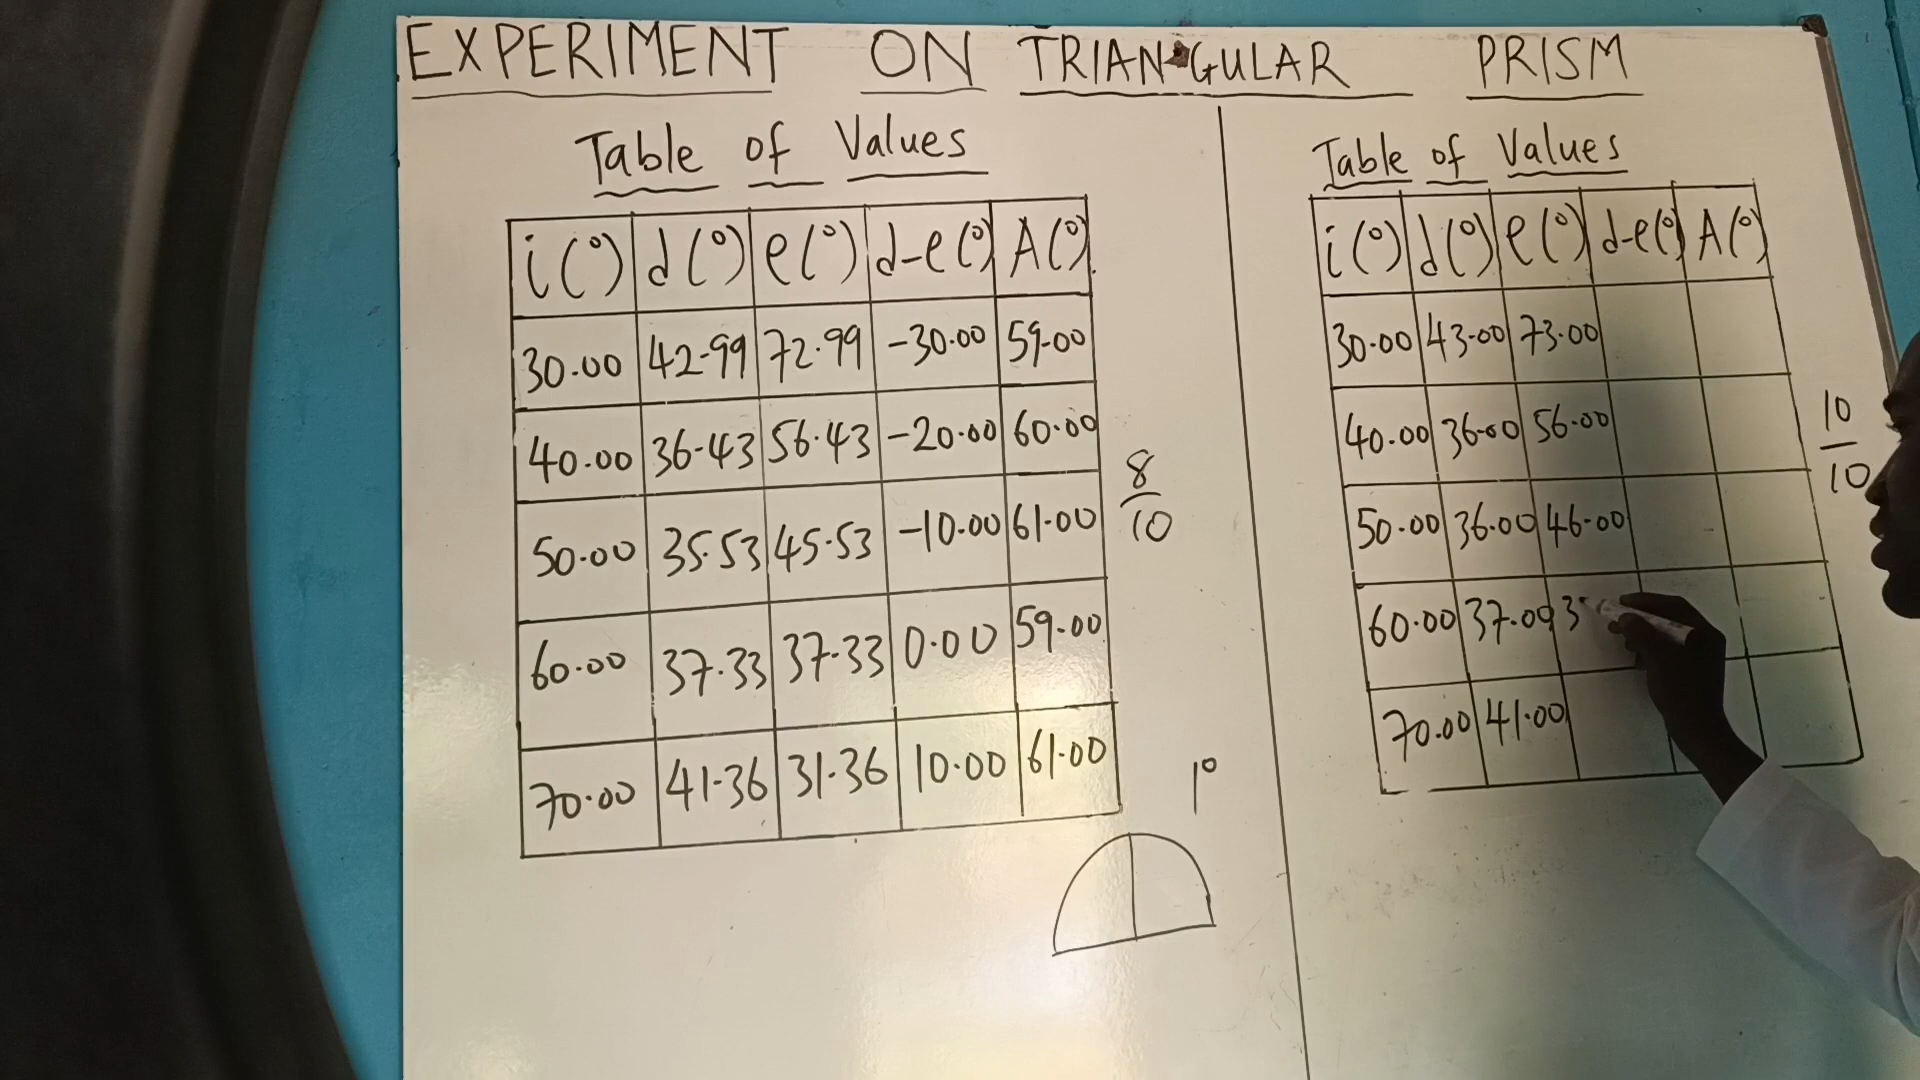 EXPERIMENT ON TRIANGULAR PRISM
Table of Values
i(°) d(°) e(°) d-e(°) A(°)
30.00 42.99 72.99 -30.00 59.00
40.00 36.43 56.43 -20.00 60.00
50.00 35.53 45.53 -10.00 61.00
60.00 37.33 37.33 0.00 59.00
70.00 41.36 31.36 10.00 61.00
8
10
1°
Table of Values
i(°) d(°) e(°) d-e(°) A(°)
30.00 43.00 73.00
40.00 36.00 56.00
50.00 36.00 46.00
60.00 37.00 3
70.00 41.00
10
10